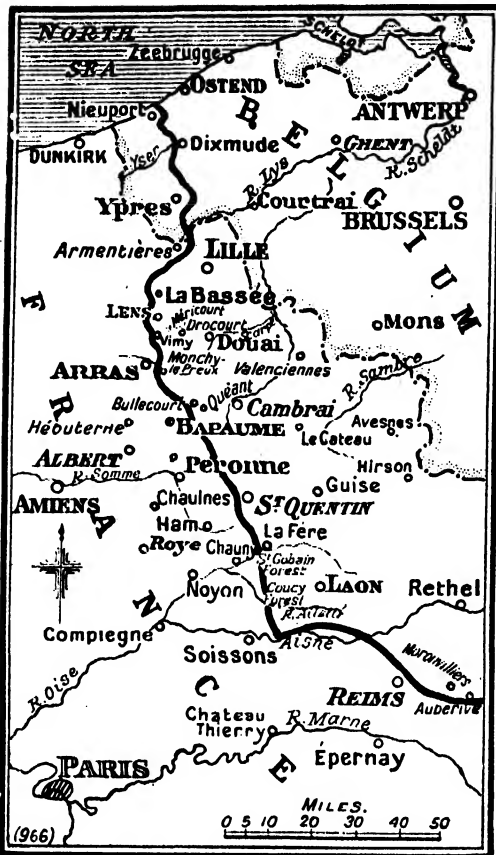 NORTH
SEA
SCHELDT
Zeebrugge
OSTEND
Nieuport
BELGIUM
ANTWERP
DUNKIRK
R. Yser
Dixmude
GHENT
R. Scheldt
R. Lys
Ypres
Courtrai
BRUSSELS
Armentières
LILLE
La Bassée
LENS
Méricourt
Drocourt
Scarpe
Mons
Vimy
Douai
Monchy-
le-Preux
Valenciennes
R. Sambre
ARRAS
FRANCE
Bullecourt
Quéant
Cambrai
Hébuterne
BAPAUME
Le Cateau
Avesnes
ALBERT
Peronne
Hirson
R. Somme
AMIENS
Chaulnes
ST QUENTIN
Guise
Ham
La Fère
Roye
Chauny
St Gobain
Forest
Noyon
Coucy
Forest
LAON
Rethel
R. Ailette
Compiegne
Soissons
Aisne
Moronvilliers
R. Oise
REIMS
Auberive
Chateau
Thierry
R. Marne
Épernay
PARIS
MILES.
0 5 10 20 30 40 50
(966)